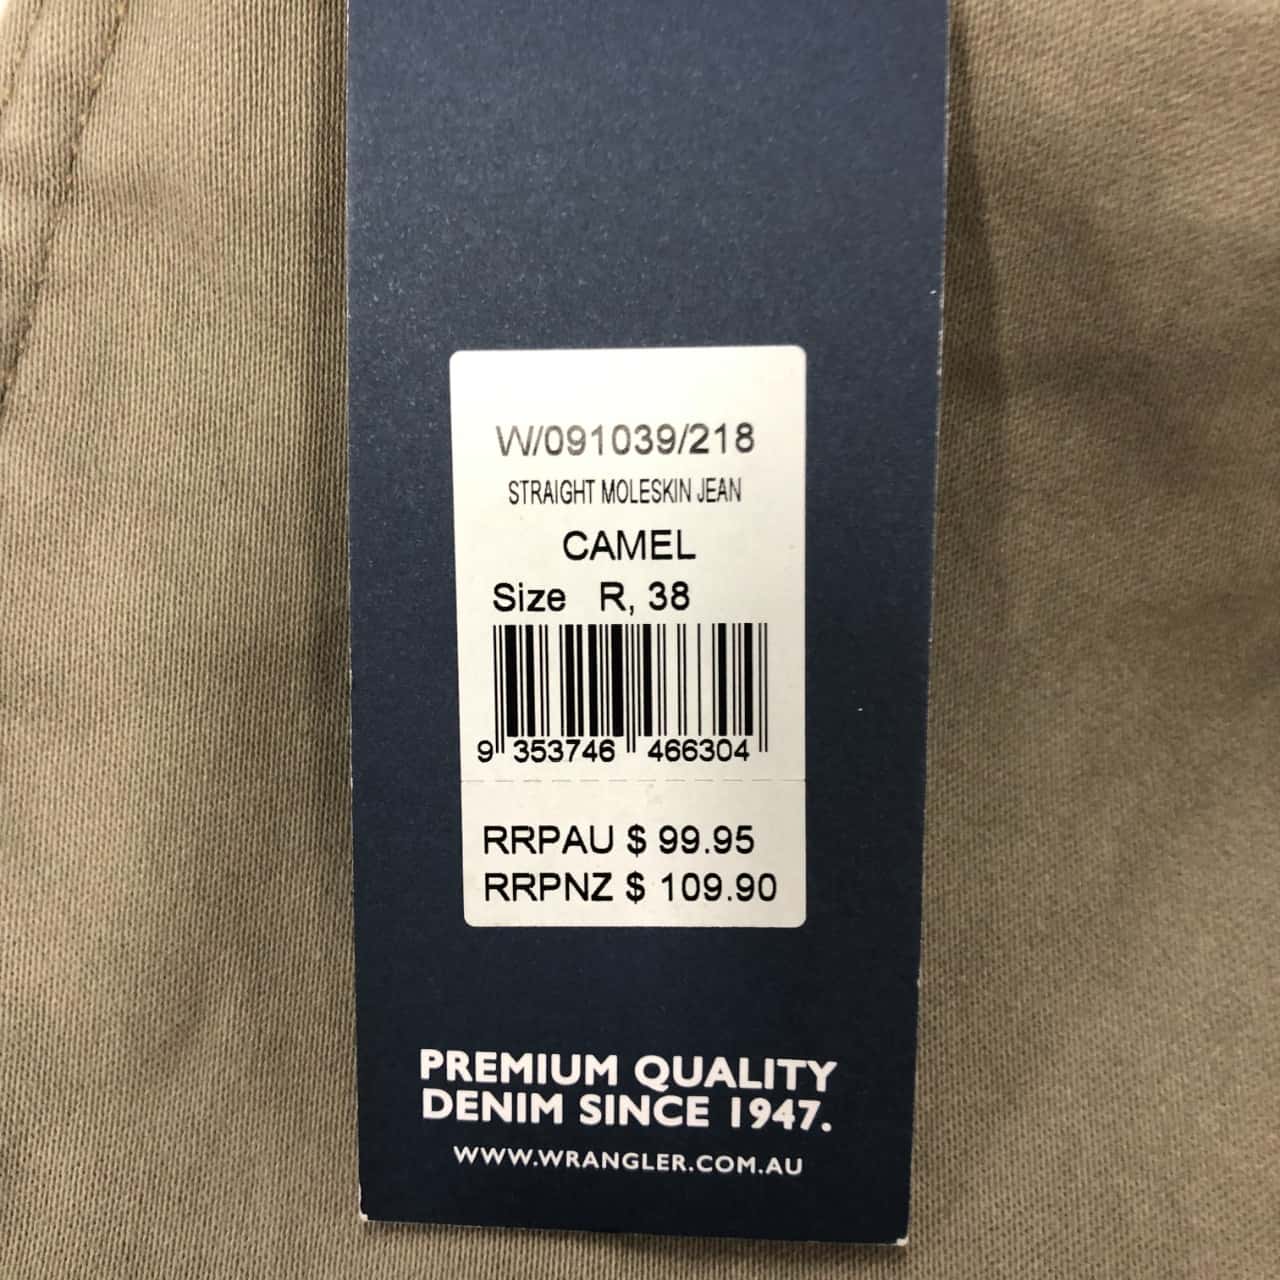 W/091039/218
STRAIGHT MOLESKIN JEAN
CAMEL
Size R, 38
9 353746 466304
RRPAU $ 99.95
RRPNZ $ 109.90
PREMIUM QUALITY
DENIM SINCE 1947.
WWW.WRANGLER.COM.AU